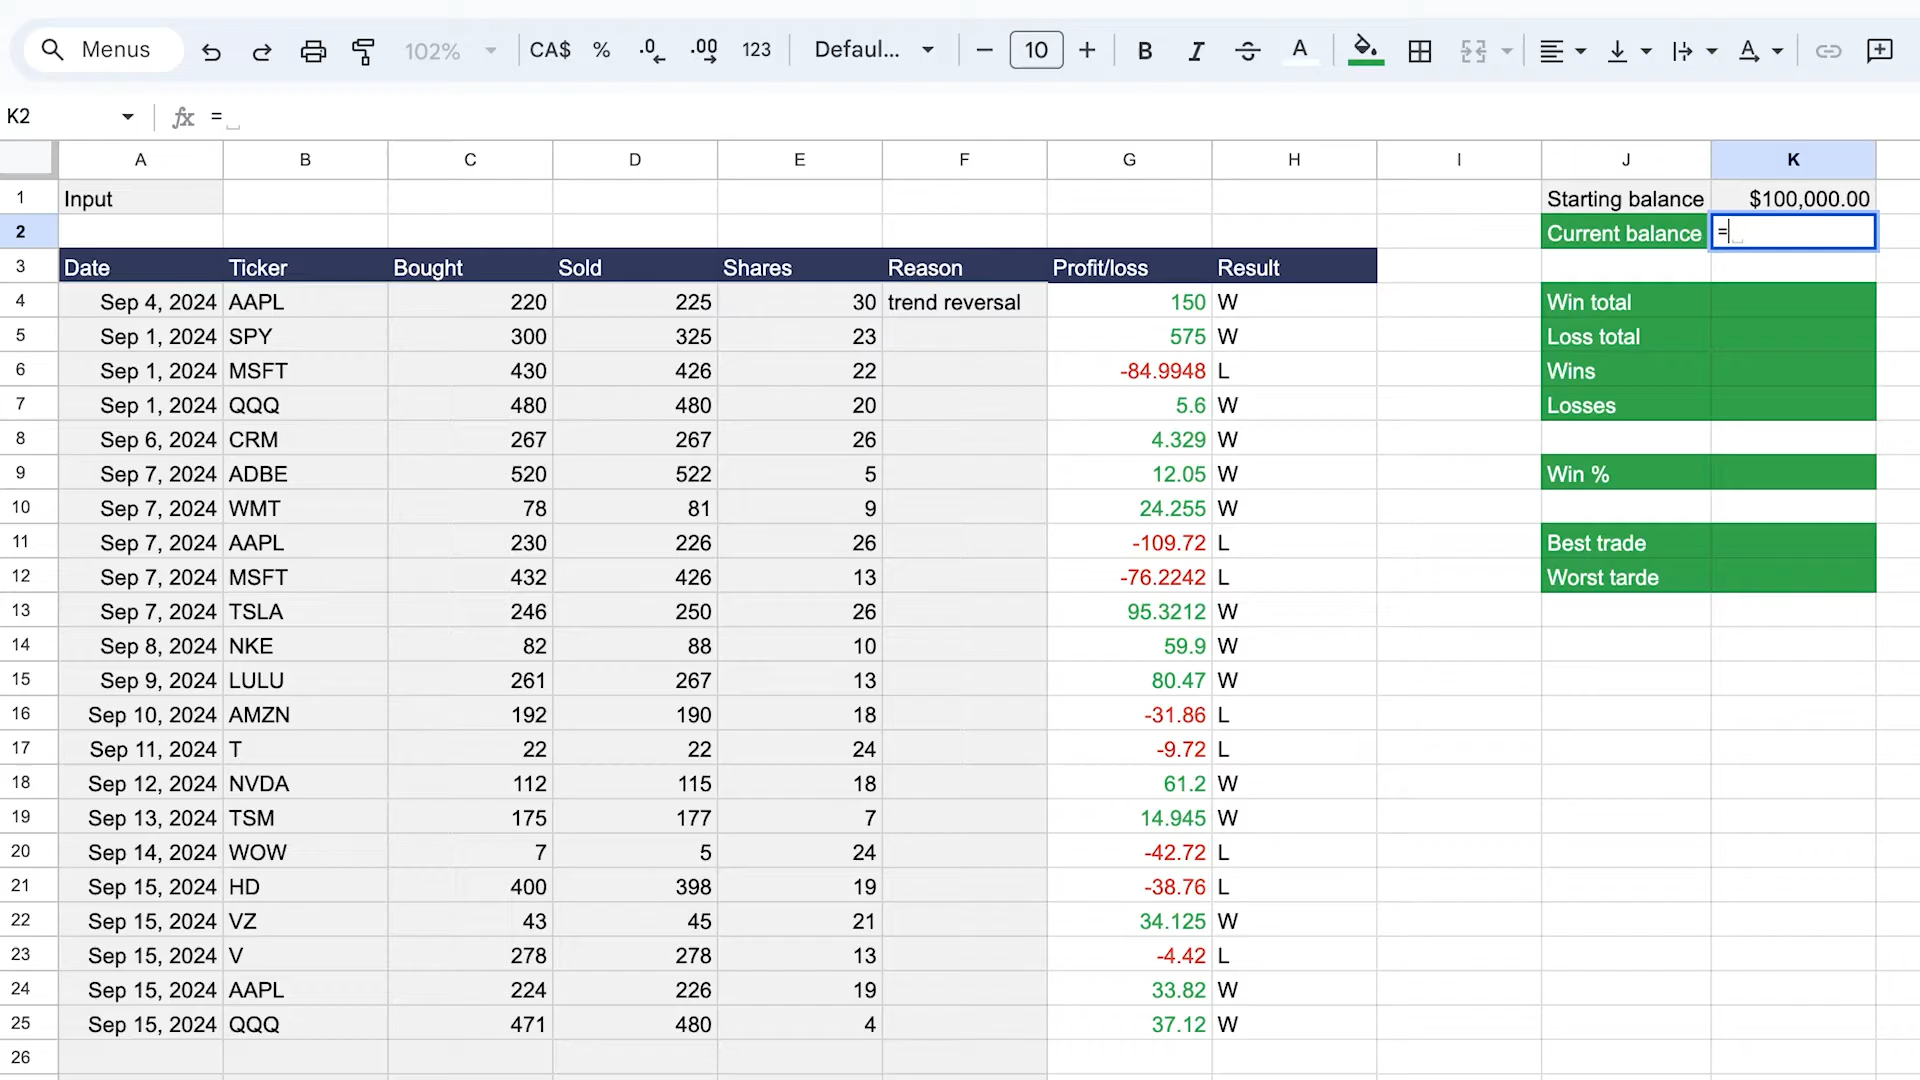 Menus 102% CA$ % .0 .00 123 Defaul... 10 B I A A
K2 fx =
A B C D E F G H I J K
1 Input Starting balance $100,000.00
2 Current balance =
3 Date Ticker Bought Sold Shares Reason Profit/loss Result
4 Sep 4, 2024 AAPL 220 225 30 trend reversal 150 W Win total
5 Sep 1, 2024 SPY 300 325 23 575 W Loss total
6 Sep 1, 2024 MSFT 430 426 22 -84.9948 L Wins
7 Sep 1, 2024 QQQ 480 480 20 5.6 W Losses
8 Sep 6, 2024 CRM 267 267 26 4.329 W
9 Sep 7, 2024 ADBE 520 522 5 12.05 W Win %
10 Sep 7, 2024 WMT 78 81 9 24.255 W
11 Sep 7, 2024 AAPL 230 226 26 -109.72 L Best trade
12 Sep 7, 2024 MSFT 432 426 13 -76.2242 L Worst tarde
13 Sep 7, 2024 TSLA 246 250 26 95.3212 W
14 Sep 8, 2024 NKE 82 88 10 59.9 W
15 Sep 9, 2024 LULU 261 267 13 80.47 W
16 Sep 10, 2024 AMZN 192 190 18 -31.86 L
17 Sep 11, 2024 T 22 22 24 -9.72 L
18 Sep 12, 2024 NVDA 112 115 18 61.2 W
19 Sep 13, 2024 TSM 175 177 7 14.945 W
20 Sep 14, 2024 WOW 7 5 24 -42.72 L
21 Sep 15, 2024 HD 400 398 19 -38.76 L
22 Sep 15, 2024 VZ 43 45 21 34.125 W
23 Sep 15, 2024 V 278 278 13 -4.42 L
24 Sep 15, 2024 AAPL 224 226 19 33.82 W
25 Sep 15, 2024 QQQ 471 480 4 37.12 W
26